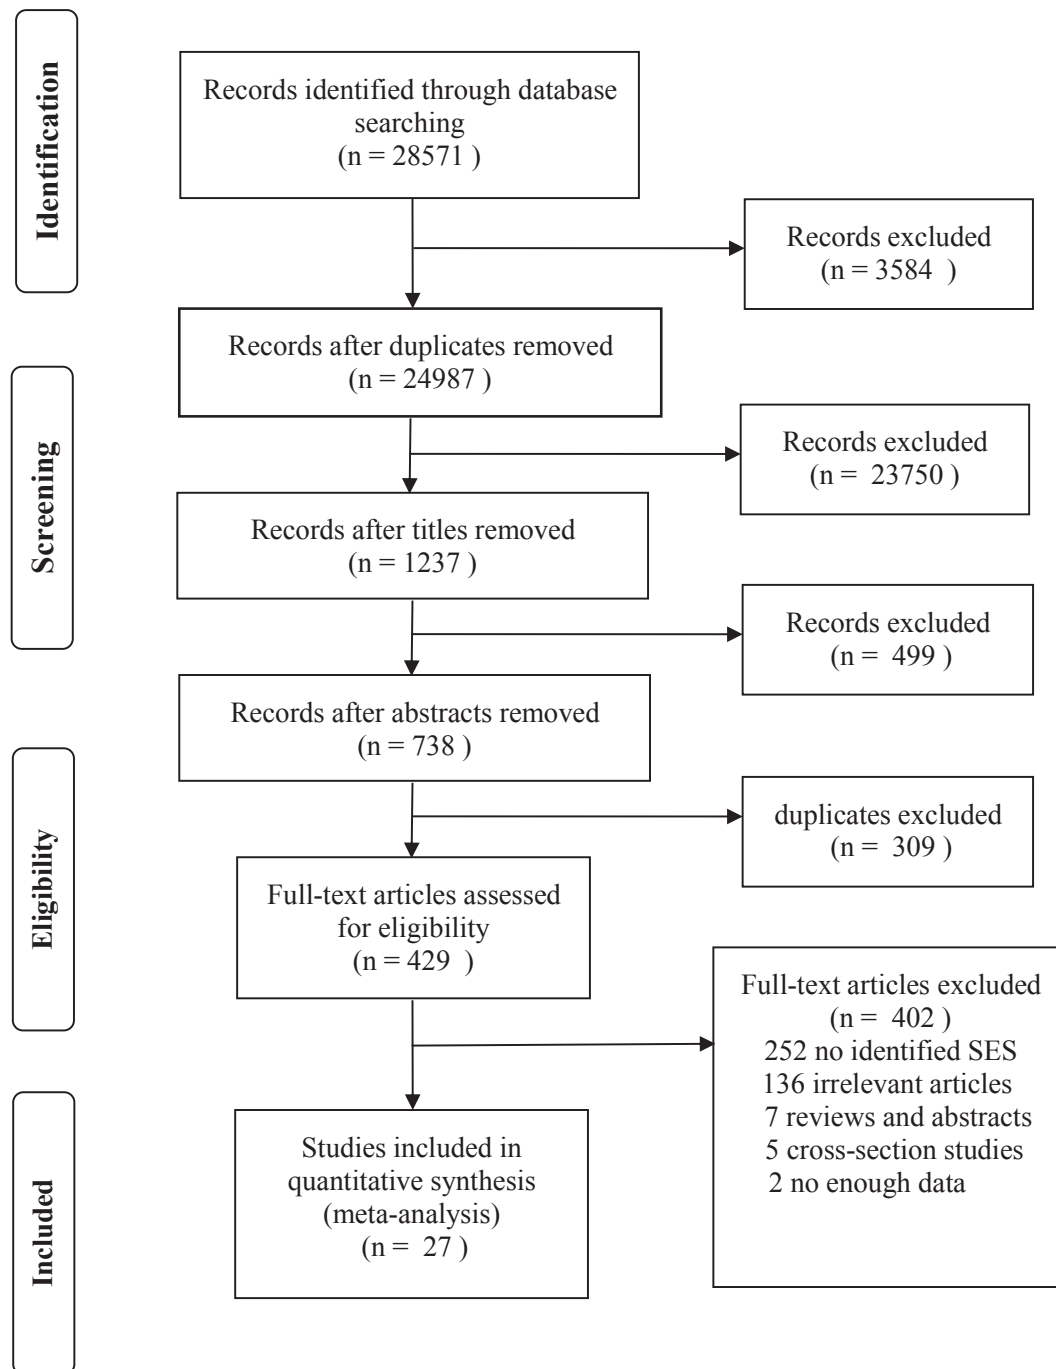 Identification
Records identified through database
searching
(n = 28571 )
Records excluded
(n = 3584 )
Records after duplicates removed
(n = 24987 )
Screening
Records excluded
(n = 23750)
Records after titles removed
(n = 1237 )
Records excluded
(n = 499)
Records after abstracts removed
(n = 738 )
Eligibility
duplicates excluded
(n = 309 )
Full-text articles assessed
for eligibility
(n = 429 )
Full-text articles excluded
(n = 402)
252 no identified SES
136 irrelevant articles
7 reviews and abstracts
5 cross-section studies
2 no enough data
Included
Studies included in
quantitative synthesis
(meta-analysis)
(n = 27 )